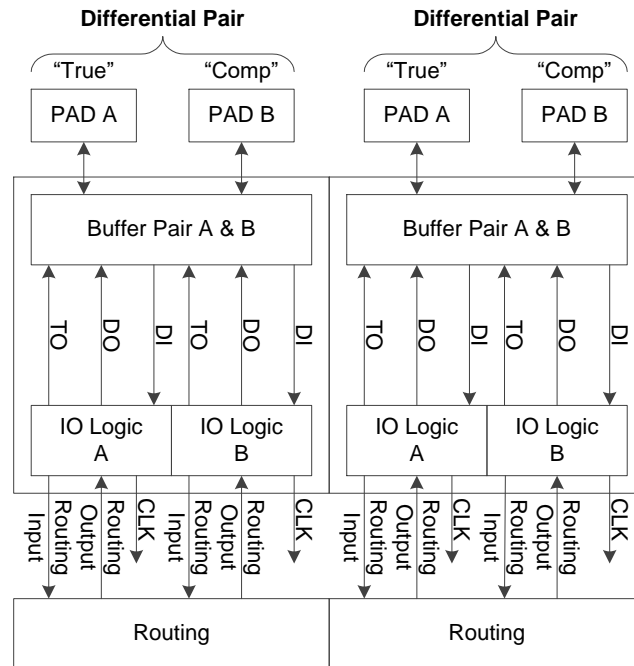 Differential Pair
Differential Pair
“True”
“Comp”
“True”
“Comp”
PAD A
PAD B
PAD A
PAD B
Buffer Pair A & B
Buffer Pair A & B
TO
DO
DI
TO
DO
DI
TO
DO
DI
TO
DO
DI
IO Logic
A
IO Logic
B
IO Logic
A
IO Logic
B
Routing
Input
Routing
Output
CLK
Routing
Input
Routing
Output
CLK
Routing
Input
Routing
Output
CLK
Routing
Input
Routing
Output
CLK
Routing
Routing